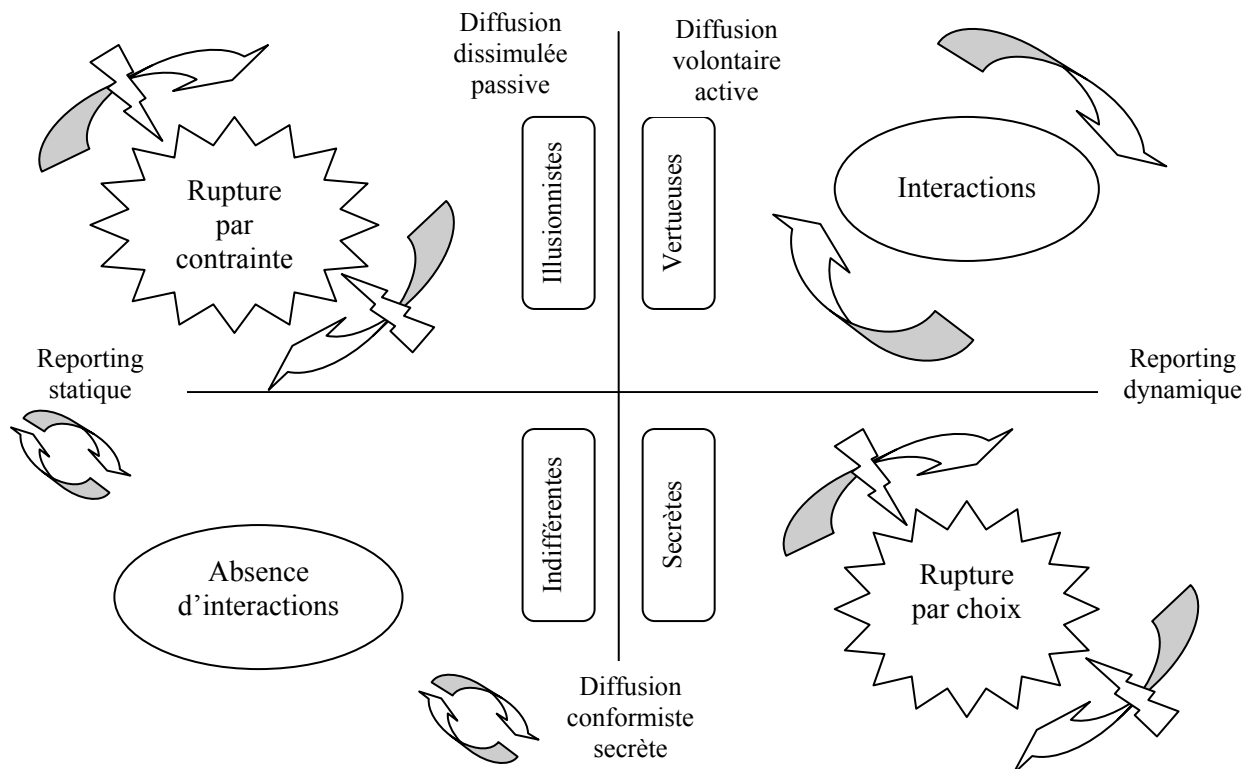 Diffusion
dissimulée
passive
Diffusion
volontaire
active
Rupture
par
contrainte
Illusionnistes
Vertueuses
Interactions
Reporting
statique
Reporting
dynamique
Absence
d’interactions
Indifférentes
Secrètes
Rupture
par choix
Diffusion
conformiste
secrète